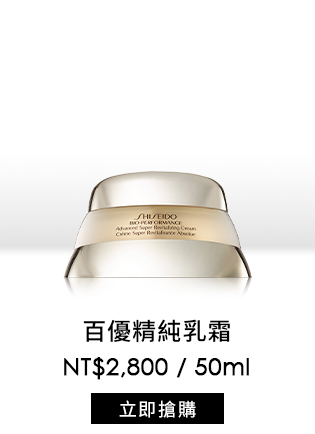 SHISEIDO
BIO-PERFORMANCE
Advanced Super Revitalizing Cream
Crème Super Revitalisante Absolue
百優精純乳霜
NT$2,800 / 50ml
立即搶購